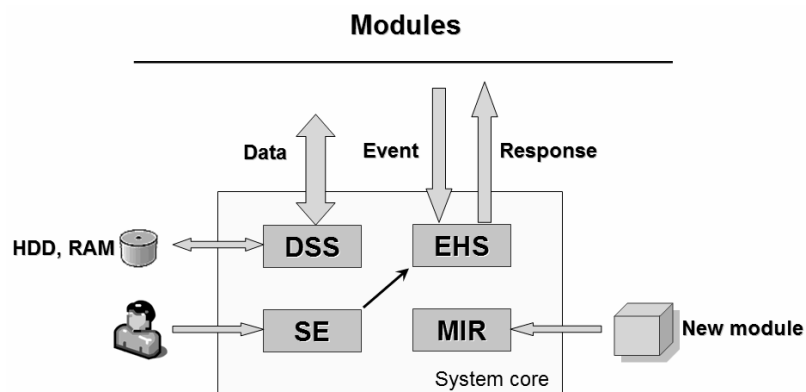 Modules
Data
Event
Response
HDD, RAM
DSS
EHS
SE
MIR
New module
System core